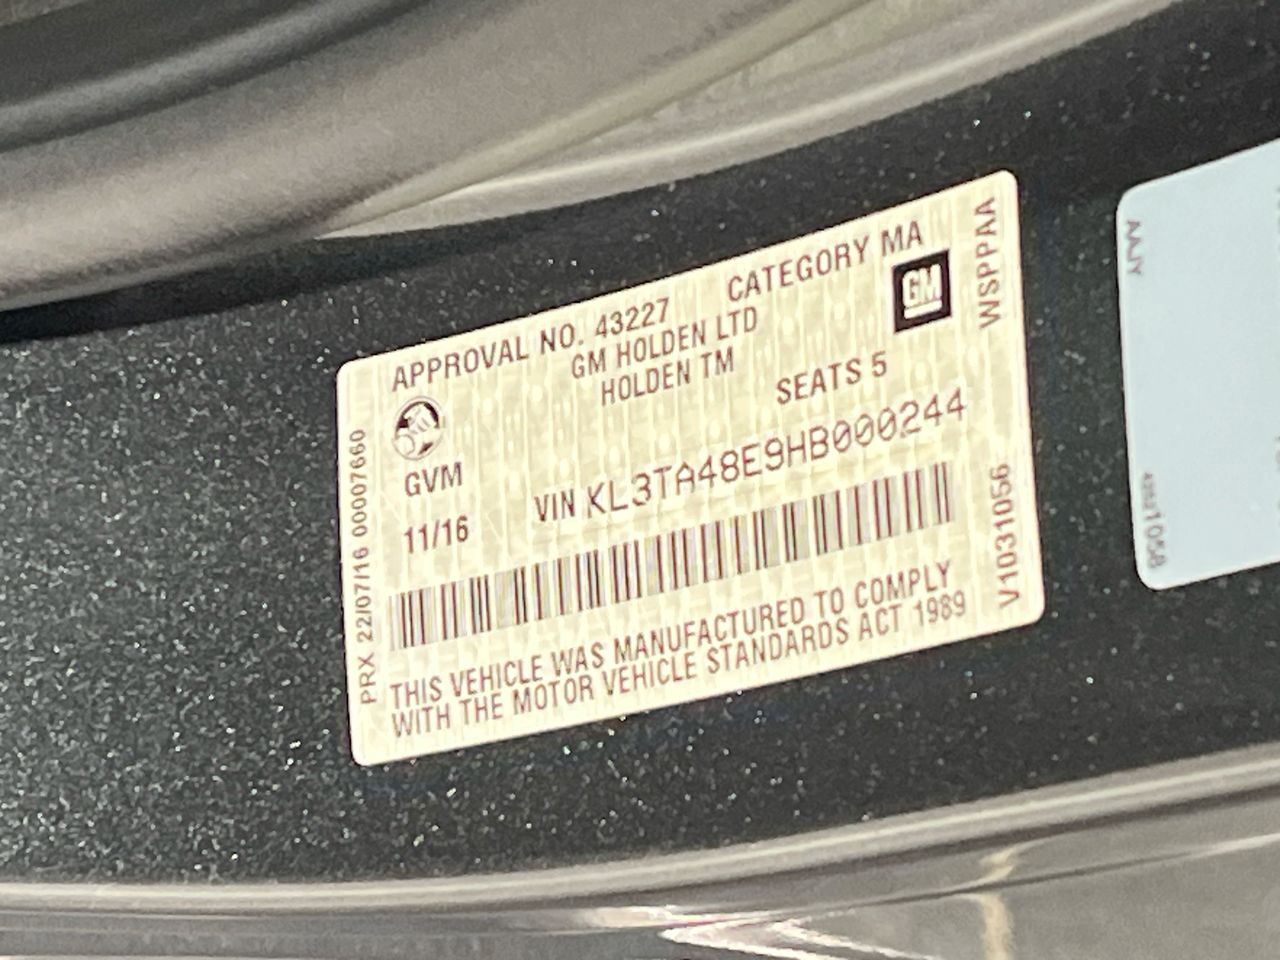 APPROVAL NO. 43227 CATEGORY MA
GM HOLDEN LTD
HOLDEN TM
GM
SEATS 5
GVM
VIN KL3TA48E9HB000244
11/16
THIS VEHICLE WAS MANUFACTURED TO COMPLY
WITH THE MOTOR VEHICLE STANDARDS ACT 1989
PRX 22/07/16 00007660
WSPPAA
V1031056
AAJY